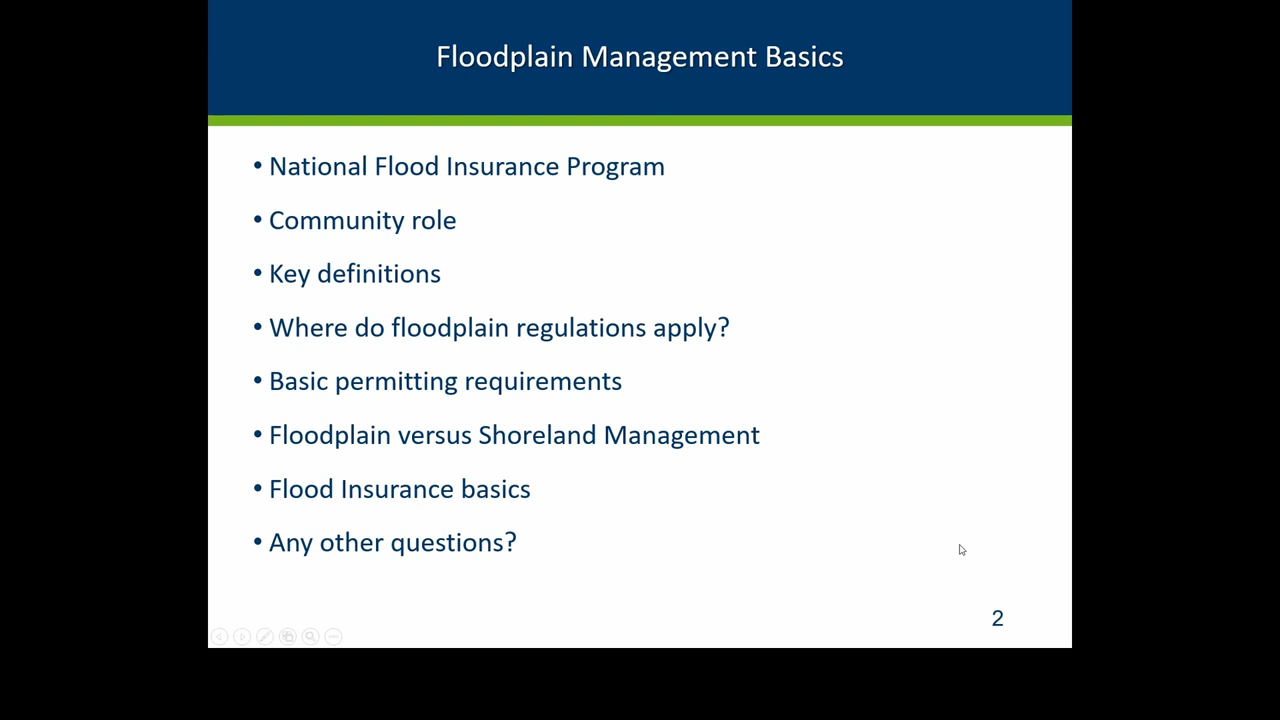 Floodplain Management Basics
• National Flood Insurance Program
• Community role
• Key definitions
• Where do floodplain regulations apply?
• Basic permitting requirements
• Floodplain versus Shoreland Management
• Flood Insurance basics
• Any other questions?
2